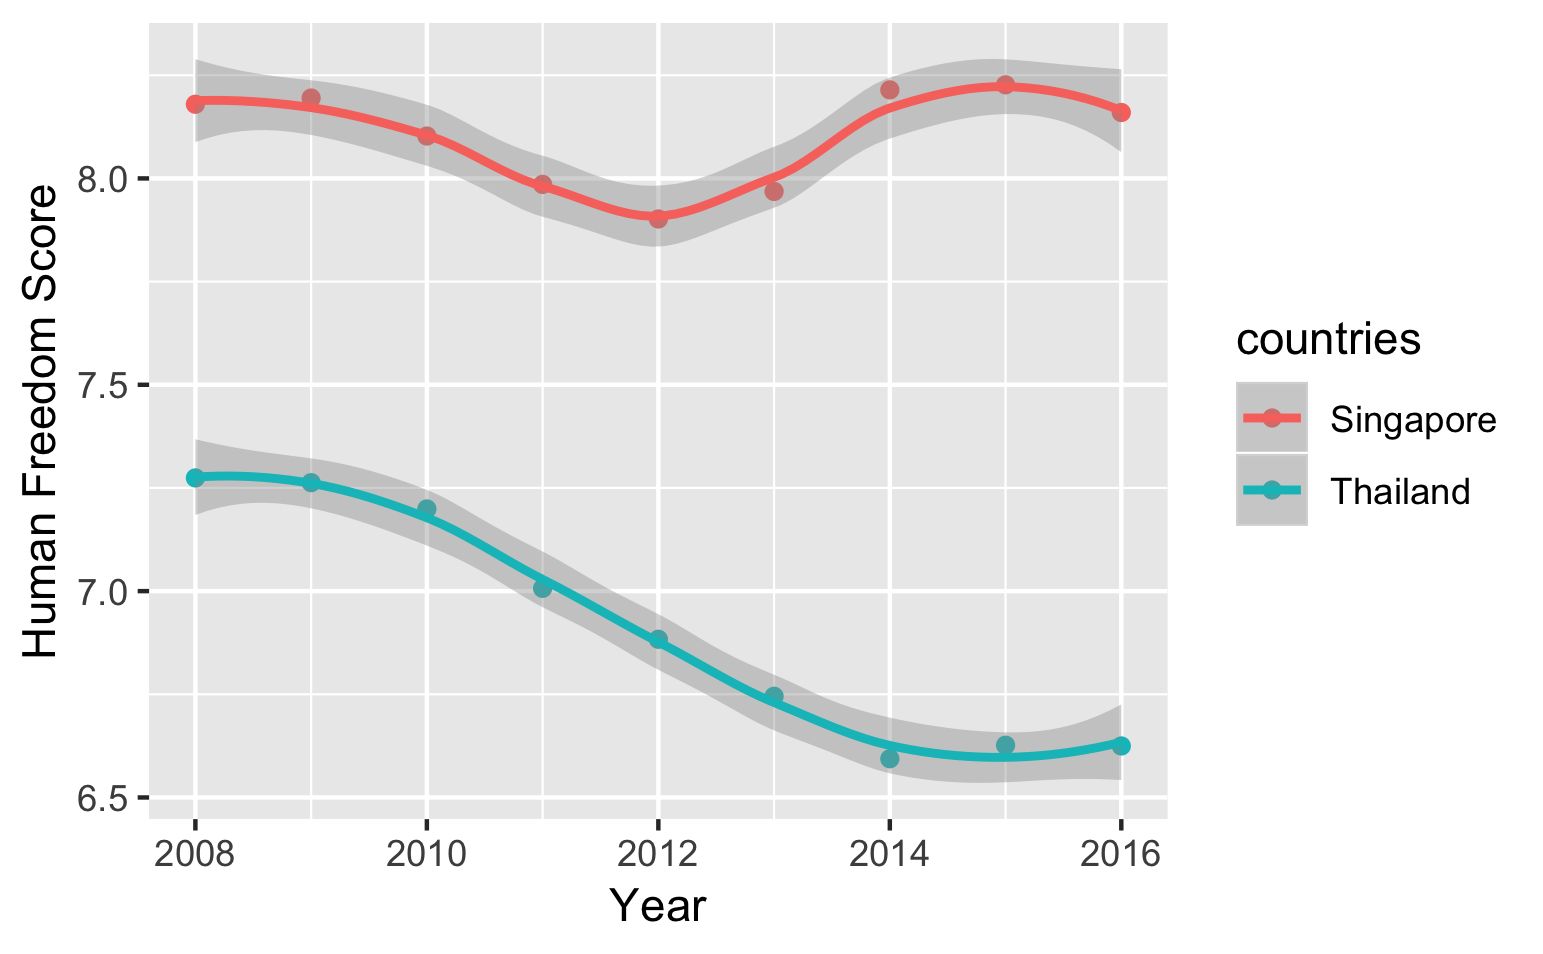 Human Freedom Score
8.0
7.5
7.0
6.5
2008 2010 2012 2014 2016
Year
countries
Singapore
Thailand